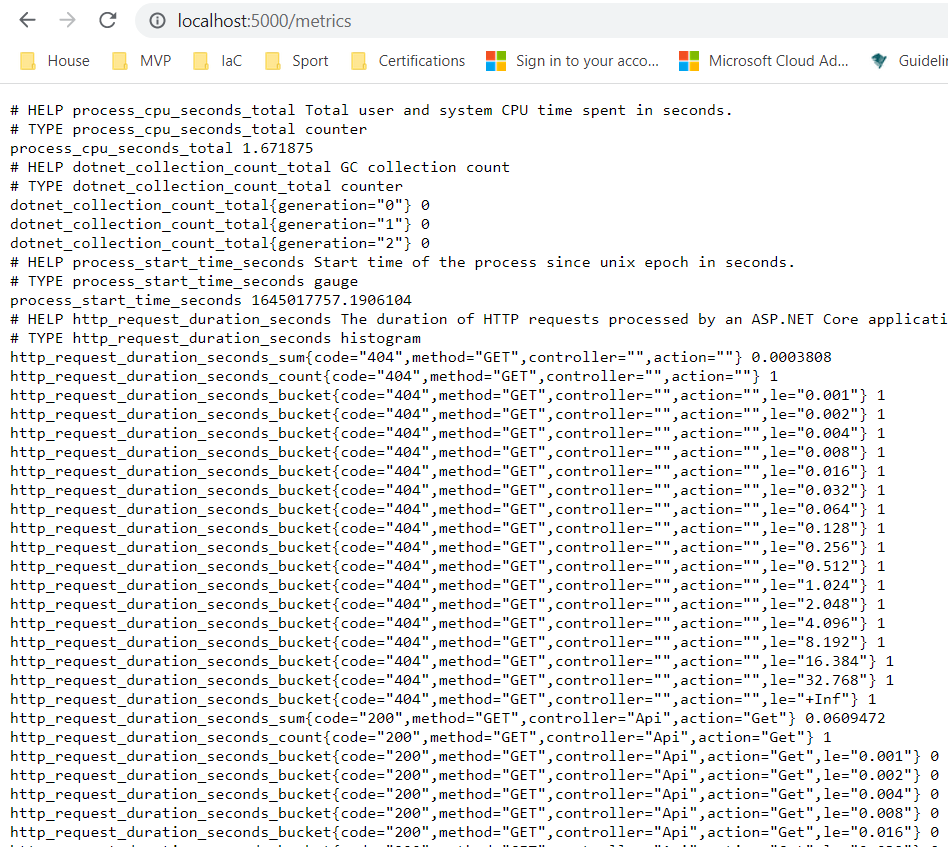 localhost:5000/metrics
House MVP IaC Sport Certifications Sign in to your acco... Microsoft Cloud Ad... Guidelin
# HELP process_cpu_seconds_total Total user and system CPU time spent in seconds.
# TYPE process_cpu_seconds_total counter
process_cpu_seconds_total 1.671875
# HELP dotnet_collection_count_total GC collection count
# TYPE dotnet_collection_count_total counter
dotnet_collection_count_total{generation="0"} 0
dotnet_collection_count_total{generation="1"} 0
dotnet_collection_count_total{generation="2"} 0
# HELP process_start_time_seconds Start time of the process since unix epoch in seconds.
# TYPE process_start_time_seconds gauge
process_start_time_seconds 1645017757.1906104
# HELP http_request_duration_seconds The duration of HTTP requests processed by an ASP.NET Core applicati
# TYPE http_request_duration_seconds histogram
http_request_duration_seconds_sum{code="404",method="GET",controller="",action=""} 0.0003808
http_request_duration_seconds_count{code="404",method="GET",controller="",action=""} 1
http_request_duration_seconds_bucket{code="404",method="GET",controller="",action="",le="0.001"} 1
http_request_duration_seconds_bucket{code="404",method="GET",controller="",action="",le="0.002"} 1
http_request_duration_seconds_bucket{code="404",method="GET",controller="",action="",le="0.004"} 1
http_request_duration_seconds_bucket{code="404",method="GET",controller="",action="",le="0.008"} 1
http_request_duration_seconds_bucket{code="404",method="GET",controller="",action="",le="0.016"} 1
http_request_duration_seconds_bucket{code="404",method="GET",controller="",action="",le="0.032"} 1
http_request_duration_seconds_bucket{code="404",method="GET",controller="",action="",le="0.064"} 1
http_request_duration_seconds_bucket{code="404",method="GET",controller="",action="",le="0.128"} 1
http_request_duration_seconds_bucket{code="404",method="GET",controller="",action="",le="0.256"} 1
http_request_duration_seconds_bucket{code="404",method="GET",controller="",action="",le="0.512"} 1
http_request_duration_seconds_bucket{code="404",method="GET",controller="",action="",le="1.024"} 1
http_request_duration_seconds_bucket{code="404",method="GET",controller="",action="",le="2.048"} 1
http_request_duration_seconds_bucket{code="404",method="GET",controller="",action="",le="4.096"} 1
http_request_duration_seconds_bucket{code="404",method="GET",controller="",action="",le="8.192"} 1
http_request_duration_seconds_bucket{code="404",method="GET",controller="",action="",le="16.384"} 1
http_request_duration_seconds_bucket{code="404",method="GET",controller="",action="",le="32.768"} 1
http_request_duration_seconds_bucket{code="404",method="GET",controller="",action="",le="+Inf"} 1
http_request_duration_seconds_sum{code="200",method="GET",controller="Api",action="Get"} 0.0609472
http_request_duration_seconds_count{code="200",method="GET",controller="Api",action="Get"} 1
http_request_duration_seconds_bucket{code="200",method="GET",controller="Api",action="Get",le="0.001"} 0
http_request_duration_seconds_bucket{code="200",method="GET",controller="Api",action="Get",le="0.002"} 0
http_request_duration_seconds_bucket{code="200",method="GET",controller="Api",action="Get",le="0.004"} 0
http_request_duration_seconds_bucket{code="200",method="GET",controller="Api",action="Get",le="0.008"} 0
http_request_duration_seconds_bucket{code="200",method="GET",controller="Api",action="Get",le="0.016"} 0